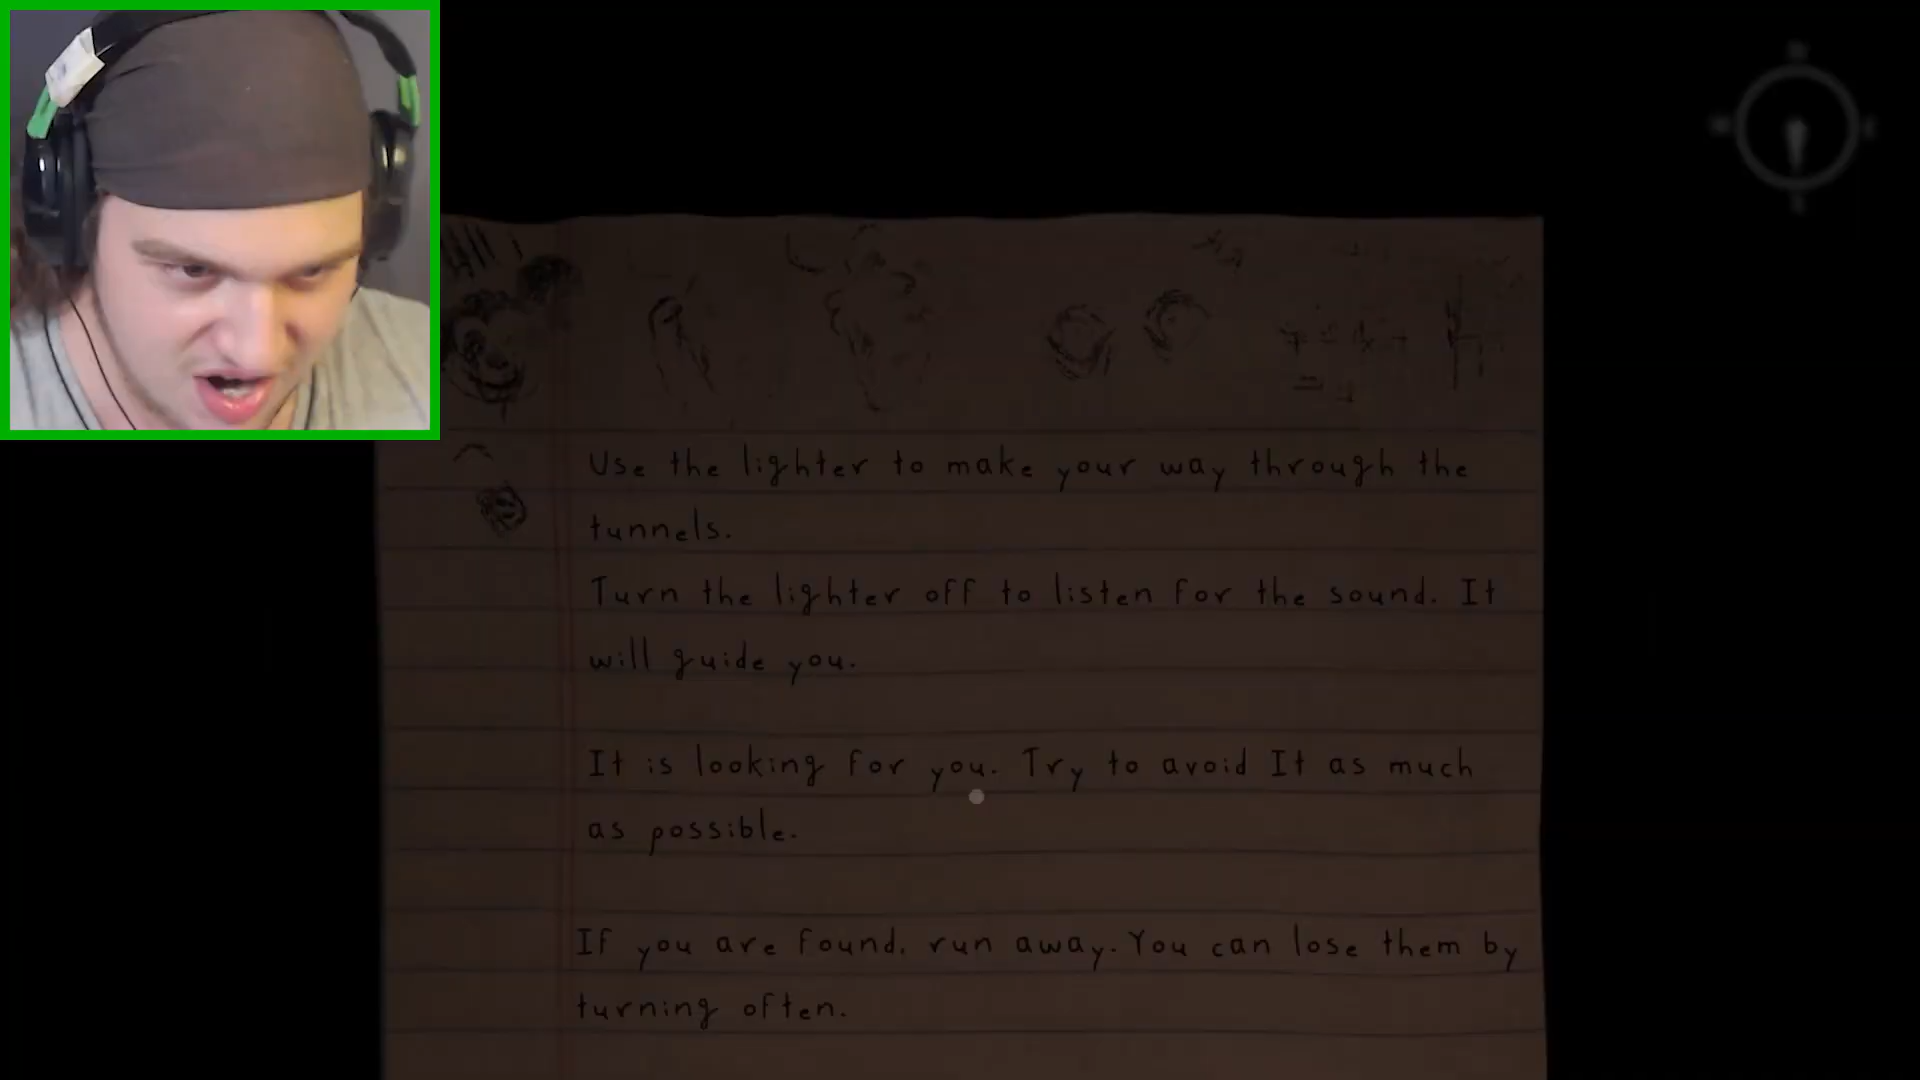 Use the lighter to make your way through the
tunnels.
Turn the lighter off to listen for the sound. It
will guide you.
It is looking for you. Try to avoid It as much
as possible.
If you are found, run away. You can lose them by
turning often.